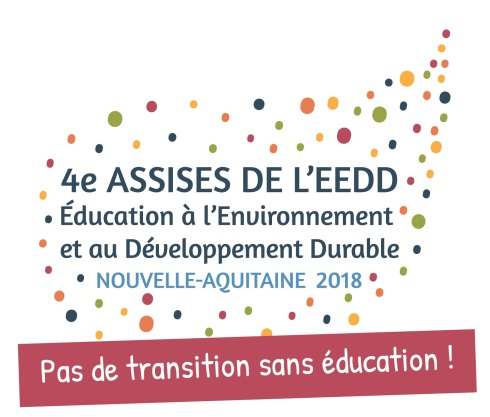 4e ASSISES DE L'EEDD
Éducation à l'Environnement
et au Développement Durable
NOUVELLE-AQUITAINE 2018
Pas de transition sans éducation !